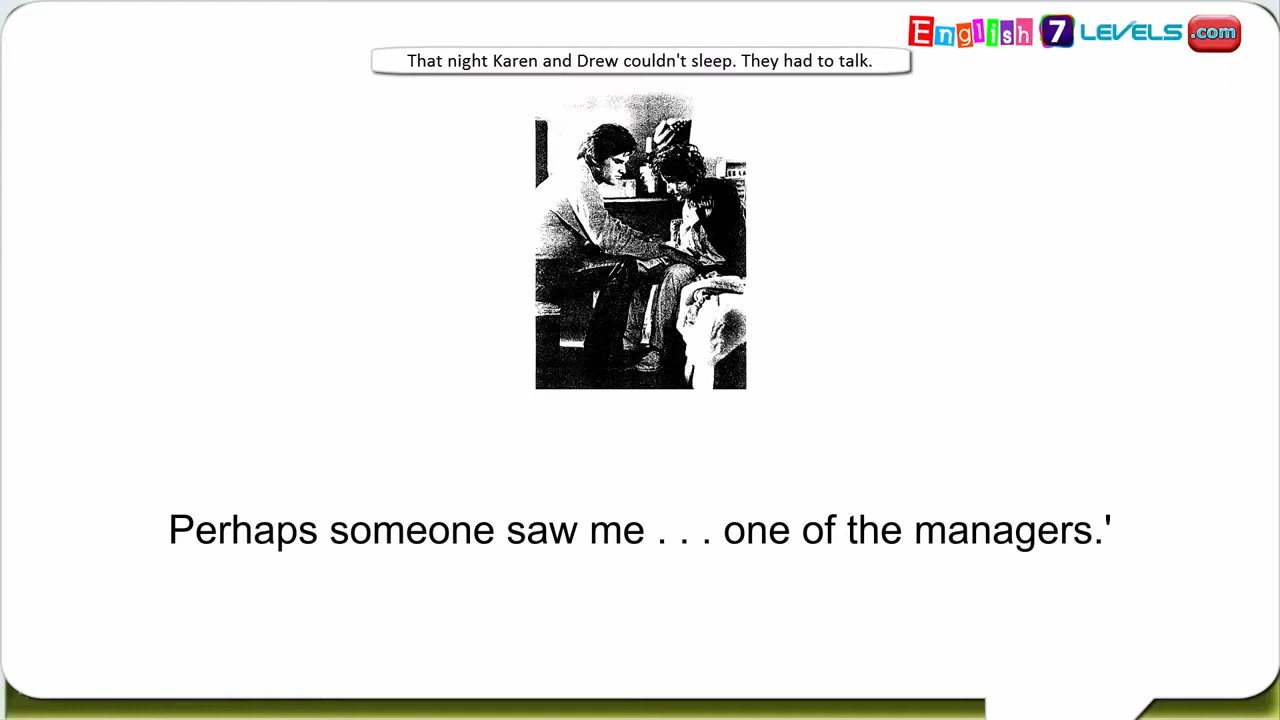 English 7 LEVELS .com
That night Karen and Drew couldn't sleep. They had to talk.
Perhaps someone saw me . . . one of the managers.'